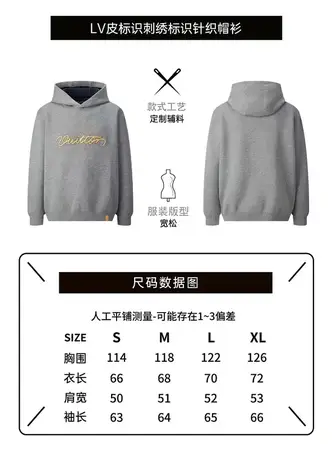 LV皮标识刺绣标识针织帽衫
款式工艺
定制辅料
服装版型
宽松
尺码数据图
人工平铺测量-可能存在1~3偏差
SIZE S M L XL
胸围 114 118 122 126
衣长 66 68 70 72
肩宽 50 51 52 53
袖长 63 64 65 66